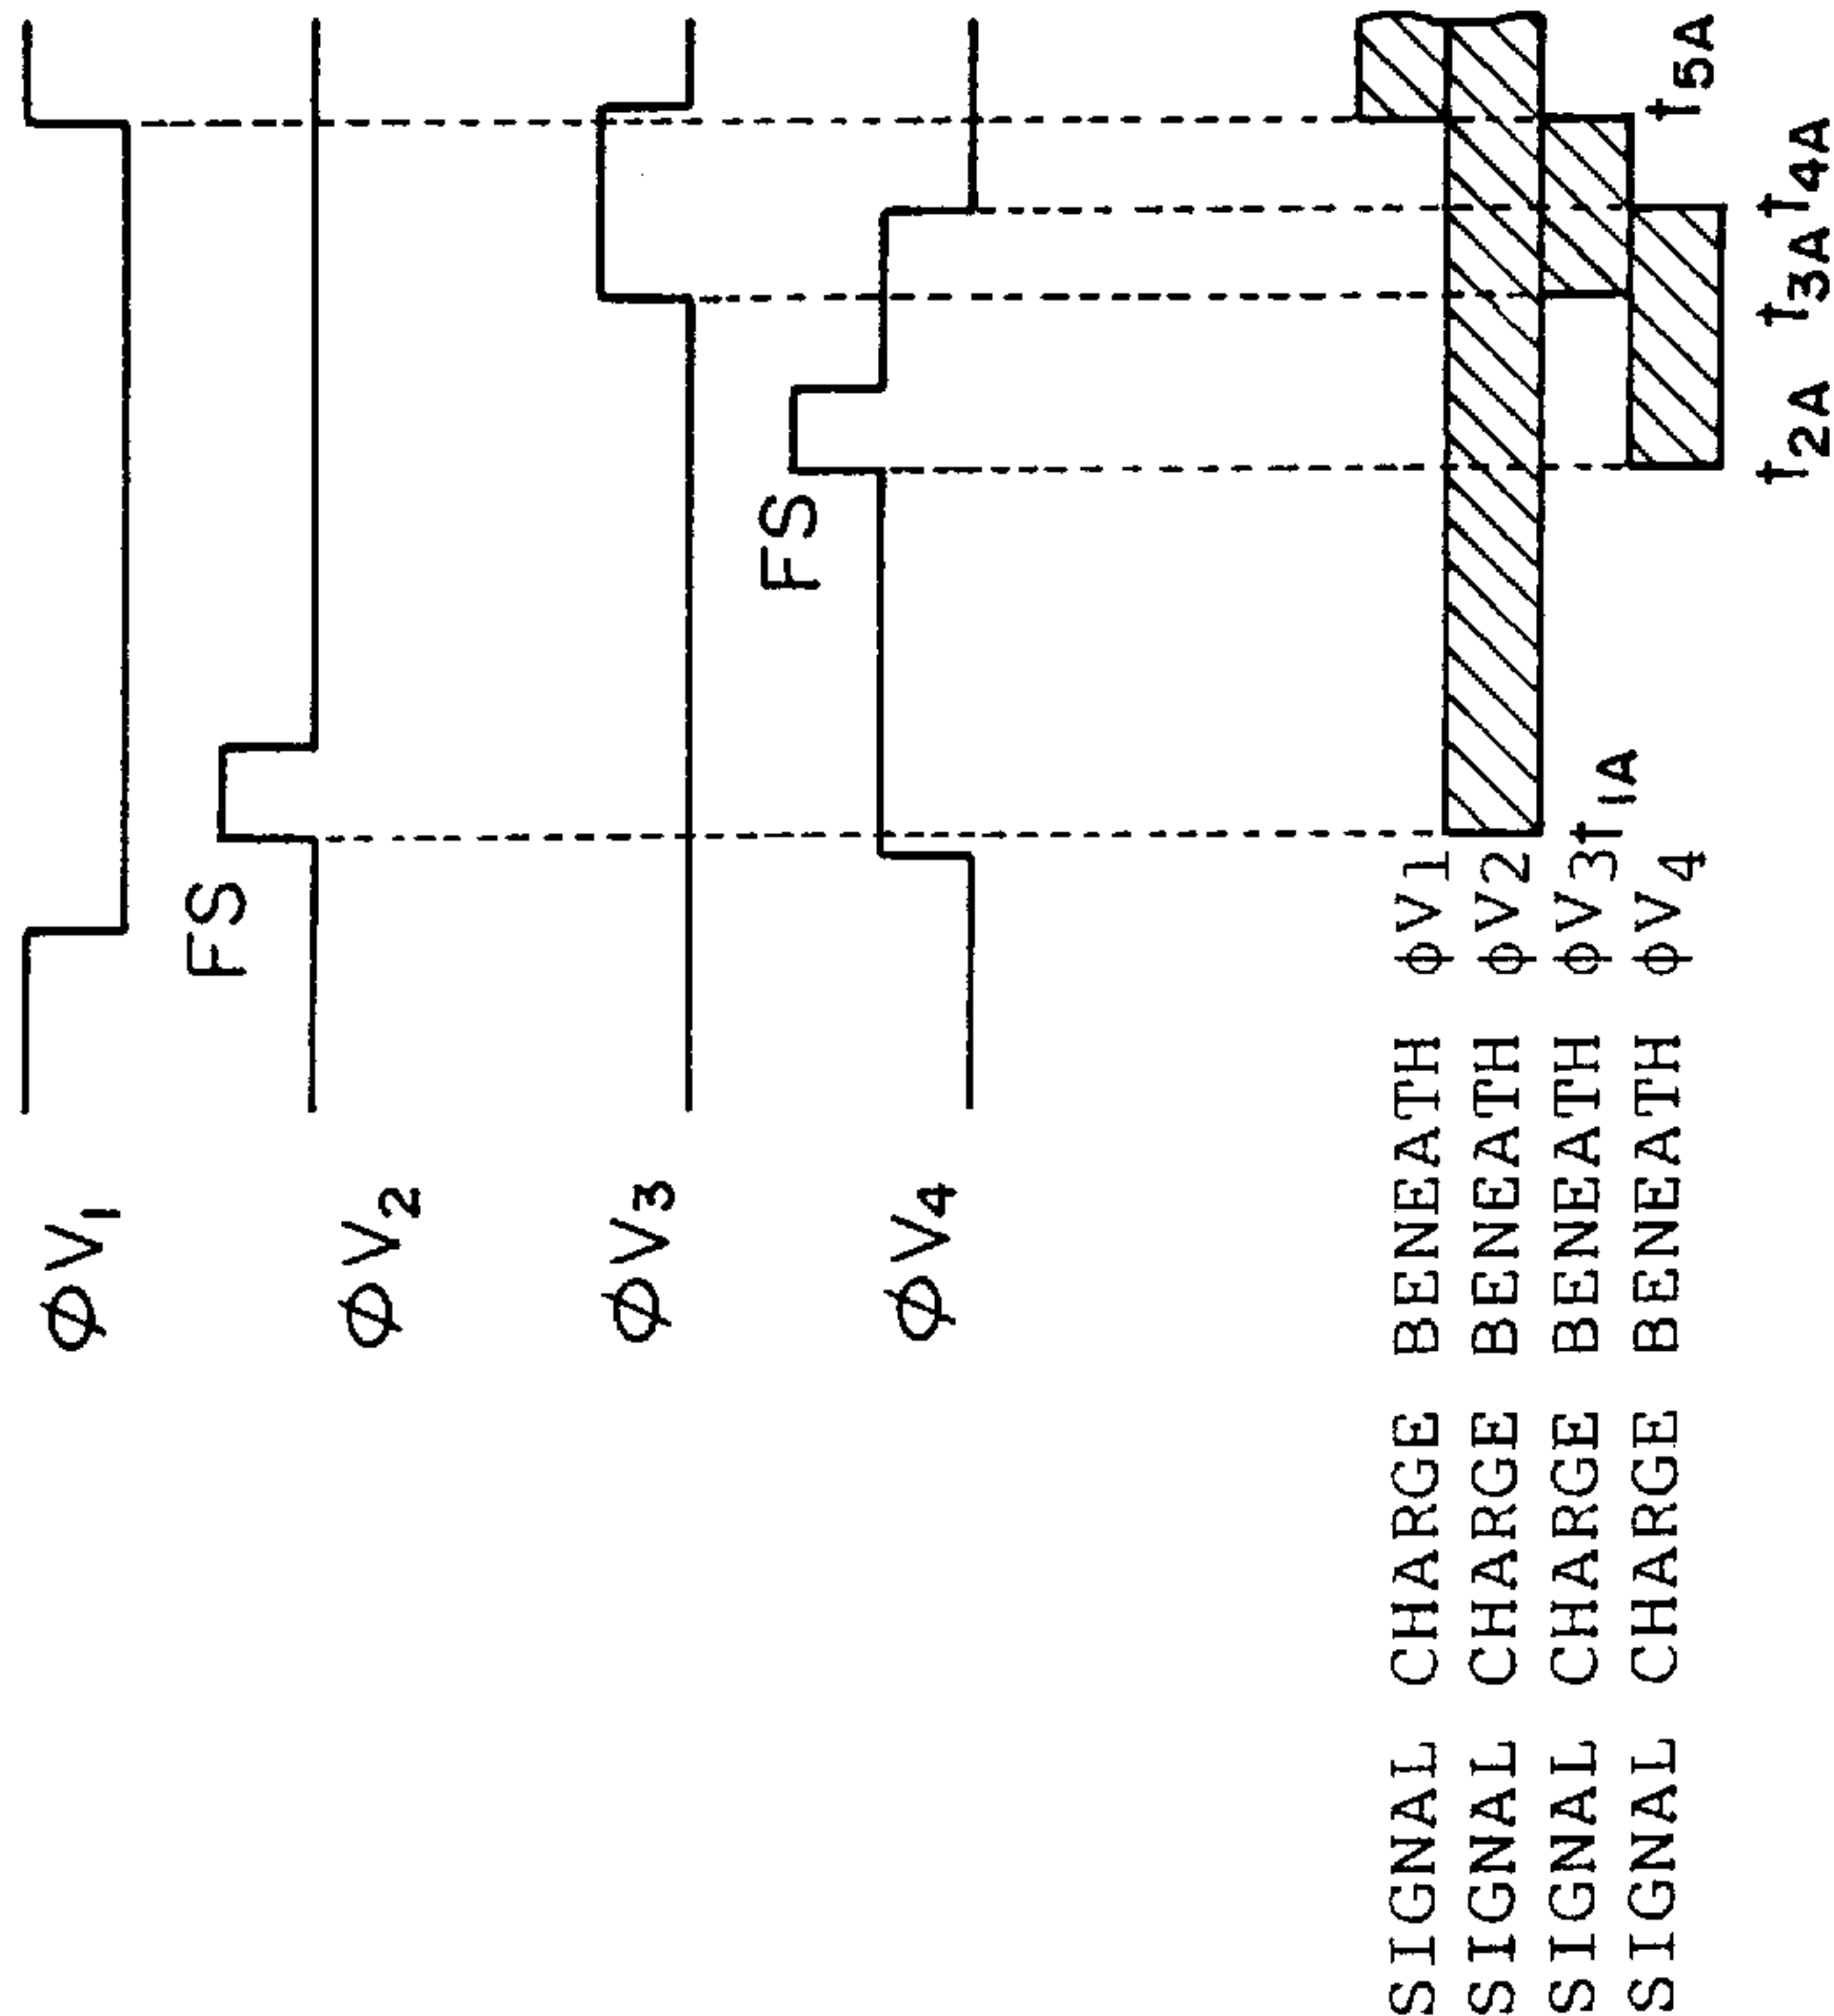 φV1
FS
φV2
φV3
FS
φV4
SIGNAL CHARGE BENEATH φV1
SIGNAL CHARGE BENEATH φV2
SIGNAL CHARGE BENEATH φV3
SIGNAL CHARGE BENEATH φV4
t1A
t2A t3A t4A
t5A